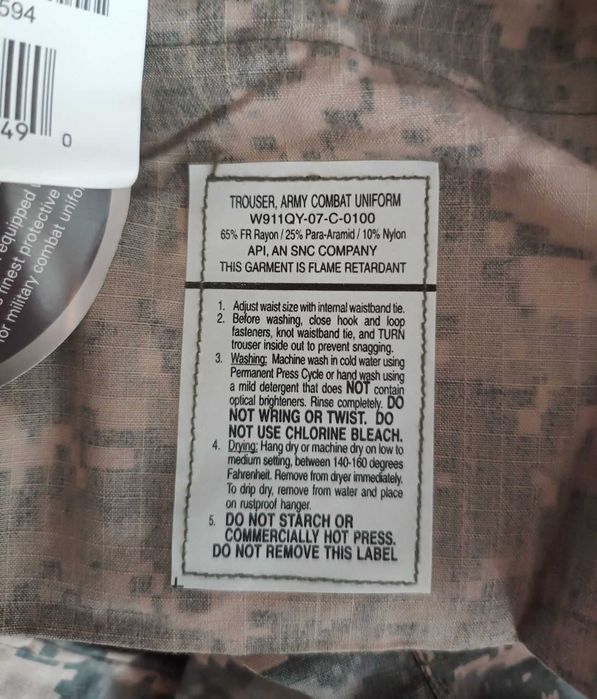 594
49
0
equipped
finest protective
for military combat unifo
TROUSER, ARMY COMBAT UNIFORM
W911QY-07-C-0100
65% FR Rayon / 25% Para-Aramid / 10% Nylon
API, AN SNC COMPANY
THIS GARMENT IS FLAME RETARDANT
1. Adjust waist size with internal waistband tie.
2. Before washing, close hook and loop
fasteners, knot waistband tie, and TURN
trouser inside out to prevent snagging.
3. Washing: Machine wash in cold water using
Permanent Press Cycle or hand wash using
a mild detergent that does NOT contain
optical brighteners. Rinse completely. DO
NOT WRING OR TWIST. DO
NOT USE CHLORINE BLEACH.
4. Drying: Hang dry or machine dry on low to
medium setting, between 140-160 degrees
Fahrenheit. Remove from dryer immediately.
To drip dry, remove from water and place
on rustproof hanger.
5. DO NOT STARCH OR
COMMERCIALLY HOT PRESS.
DO NOT REMOVE THIS LABEL